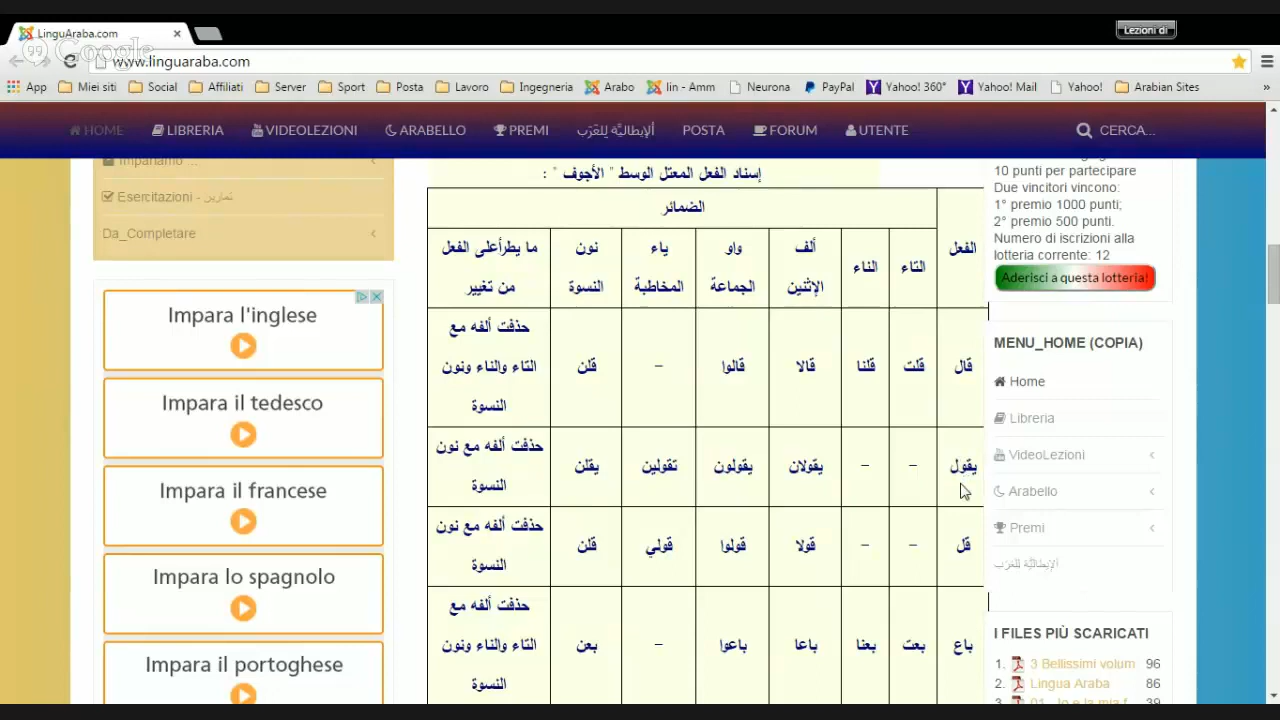 LinguAraba.com
Lezioni di
Google
www.linguaraba.com
App Miei siti Social Affiliati Server Sport Posta Lavoro Ingegneria Arabo lin - Amm Neurona PayPal Yahoo! 360° Yahoo! Mail Yahoo! Arabian Sites »
HOME LIBRERIA VIDEOLEZIONI ARABELLO PREMI الإيطاليَّة لِلعَرَب POSTA FORUM UTENTE CERCA...
Impariamo ...
Esercitazioni - تمارين
Da_Completare
Impara l'inglese
Impara il tedesco
Impara il francese
Impara lo spagnolo
Impara il portoghese
إسناد الفعل المعتل الوسط " الأجوف " :
الفعل
الضمائر
التاء الناء ألف الإثنين واو الجماعة ياء المخاطبة نون النسوة ما يطرأعلى الفعل من تغيير
قال قلت قلنا قالا قالوا – قلن حذفت ألفه مع التاء والناء ونون النسوة
يقول – – يقولان يقولون تقولين يقلن حذفت ألفه مع نون النسوة
قل – – قولا قولوا قولي قلن حذفت ألفه مع نون النسوة
باع بعت بعنا باعا باعوا – بعن حذفت ألفه مع التاء والناء ونون النسوة
10 punti per partecipare
Due vincitori vincono:
1° premio 1000 punti;
2° premio 500 punti.
Numero di iscrizioni alla
lotteria corrente: 12
Aderisci a questa lotteria!
MENU_HOME (COPIA)
Home
Libreria
VideoLezioni
Arabello
Premi
الإيطاليَّة لِلعَرَب
I FILES PIÙ SCARICATI
1. 3 Bellissimi volum 96
2. Lingua Araba 86